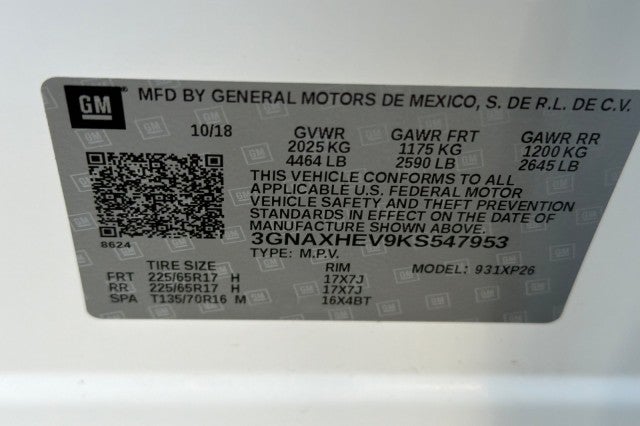 GM MFD BY GENERAL MOTORS DE MEXICO, S. DE R.L. DE C.V.
10/18 GVWR GAWR FRT GAWR RR
2025 KG 1175 KG 1200 KG
4464 LB 2590 LB 2645 LB
THIS VEHICLE CONFORMS TO ALL
APPLICABLE U.S. FEDERAL MOTOR
VEHICLE SAFETY AND THEFT PREVENTION
STANDARDS IN EFFECT ON THE DATE OF
MANUFACTURE SHOWN ABOVE.
8624 3GNAXHEV9KS547953
TYPE: M.P.V.
TIRE SIZE RIM MODEL: 931XP26
FRT 225/65R17 H 17X7J
RR 225/65R17 H 17X7J
SPA T135/70R16 M 16X4BT